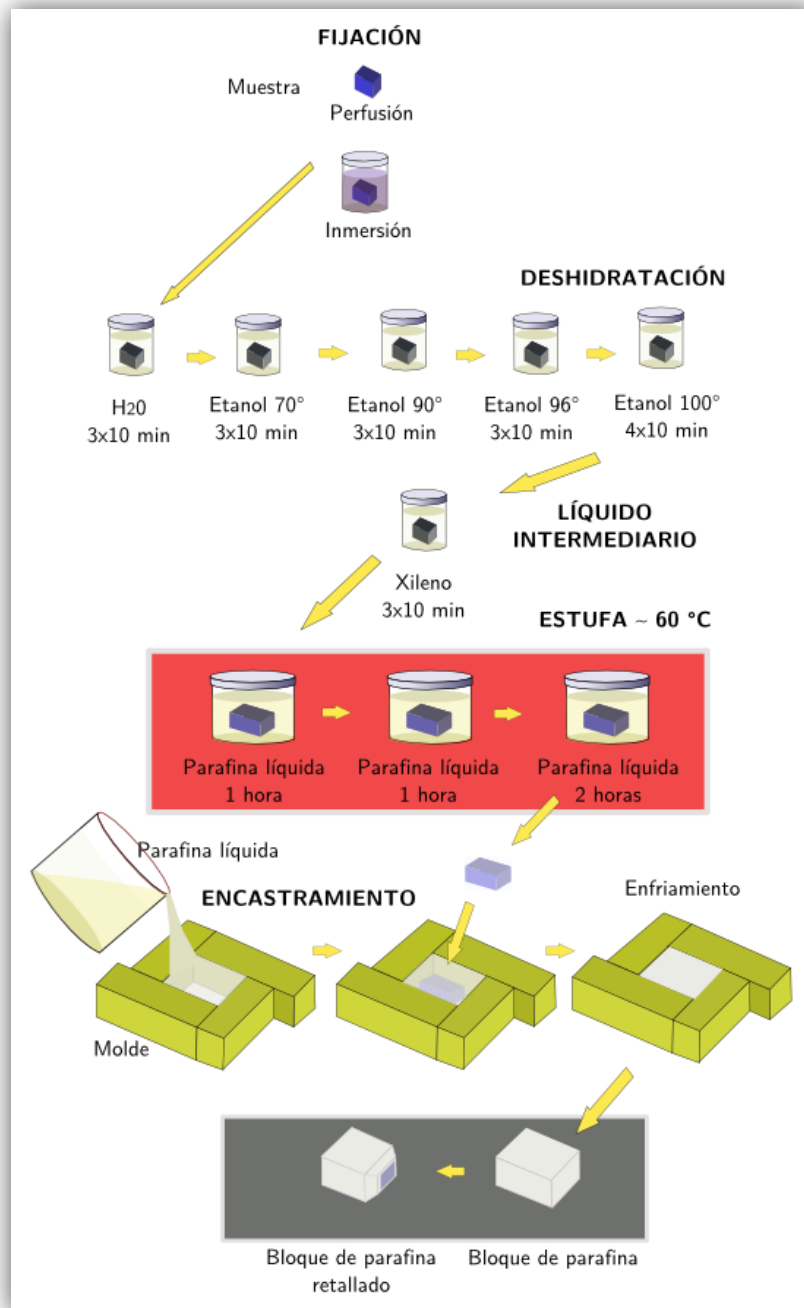 FIJACIÓN
Muestra
Perfusión
Inmersión
DESHIDRATACIÓN
H20
3x10 min
Etanol 70°
3x10 min
Etanol 90°
3x10 min
Etanol 96°
3x10 min
Etanol 100°
4x10 min
LÍQUIDO
INTERMEDIARIO
Xileno
3x10 min
ESTUFA ~ 60 °C
Parafina líquida
1 hora
Parafina líquida
1 hora
Parafina líquida
2 horas
Parafina líquida
ENCASTRAMIENTO
Enfriamiento
Molde
Bloque de parafina
retallado
Bloque de parafina